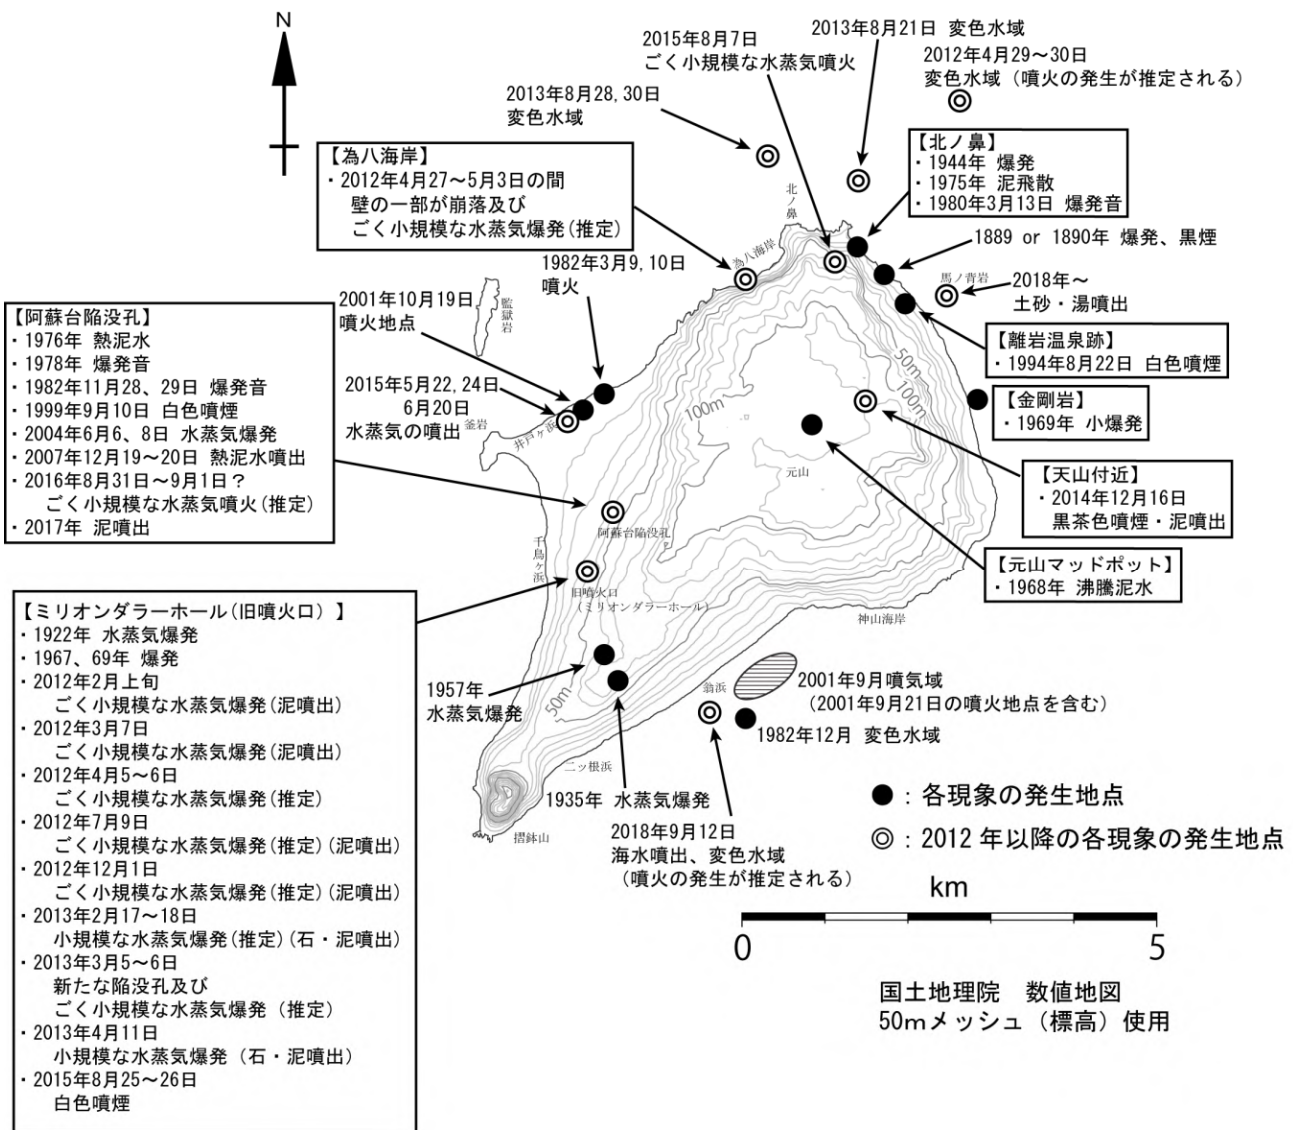 N
2013年8月21日 変色水域
2015年8月7日
ごく小規模な水蒸気噴火
2012年4月29～30日
変色水域（噴火の発生が推定される）
2013年8月28,30日
変色水域
【為八海岸】
・2012年4月27～5月3日の間
壁の一部が崩落及び
ごく小規模な水蒸気爆発(推定)
【北ノ鼻】
・1944年 爆発
・1975年 泥飛散
・1980年3月13日 爆発音
北ノ鼻
為八海岸
1889 or 1890年 爆発、黒煙
馬ノ背岩
2018年～
土砂・湯噴出
1982年3月9,10日
噴火
2001年10月19日
噴火地点
監獄岩
【離岩温泉跡】
・1994年8月22日 白色噴煙
【阿蘇台陥没孔】
・1976年 熱泥水
・1978年 爆発音
・1982年11月28、29日 爆発音
・1999年9月10日 白色噴煙
・2004年6月6、8日 水蒸気爆発
・2007年12月19～20日 熱泥水噴出
・2016年8月31日～9月1日？
ごく小規模な水蒸気噴火(推定)
・2017年 泥噴出
2015年5月22,24日
6月20日
水蒸気の噴出
釜岩
井戸ヶ浜
50m
100m
100m
【金剛岩】
・1969年 小爆発
元山
【天山付近】
・2014年12月16日
黒茶色噴煙・泥噴出
阿蘇台陥没孔
千鳥ヶ浜
【元山マッドポット】
・1968年 沸騰泥水
旧噴火口
（ミリオンダラーホール）
神山海岸
【ミリオンダラーホール(旧噴火口) 】
・1922年 水蒸気爆発
・1967、69年 爆発
・2012年2月上旬
ごく小規模な水蒸気爆発(泥噴出)
・2012年3月7日
ごく小規模な水蒸気爆発(泥噴出)
・2012年4月5～6日
ごく小規模な水蒸気爆発(推定)
・2012年7月9日
ごく小規模な水蒸気爆発(推定)(泥噴出)
・2012年12月1日
ごく小規模な水蒸気爆発(推定)(泥噴出)
・2013年2月17～18日
小規模な水蒸気爆発(推定)(石・泥噴出)
・2013年3月5～6日
新たな陥没孔及び
ごく小規模な水蒸気爆発（推定)
・2013年4月11日
小規模な水蒸気爆発（石・泥噴出)
・2015年8月25～26日
白色噴煙
1957年
水蒸気爆発
50m
翁浜
2001年9月噴気域
（2001年9月21日の噴火地点を含む)
1982年12月 変色水域
二ッ根浜
1935年 水蒸気爆発
摺鉢山
2018年9月12日
海水噴出、変色水域
（噴火の発生が推定される）
●：各現象の発生地点
◎：2012年以降の各現象の発生地点
km
0
5
国土地理院 数値地図
50mメッシュ（標高）使用